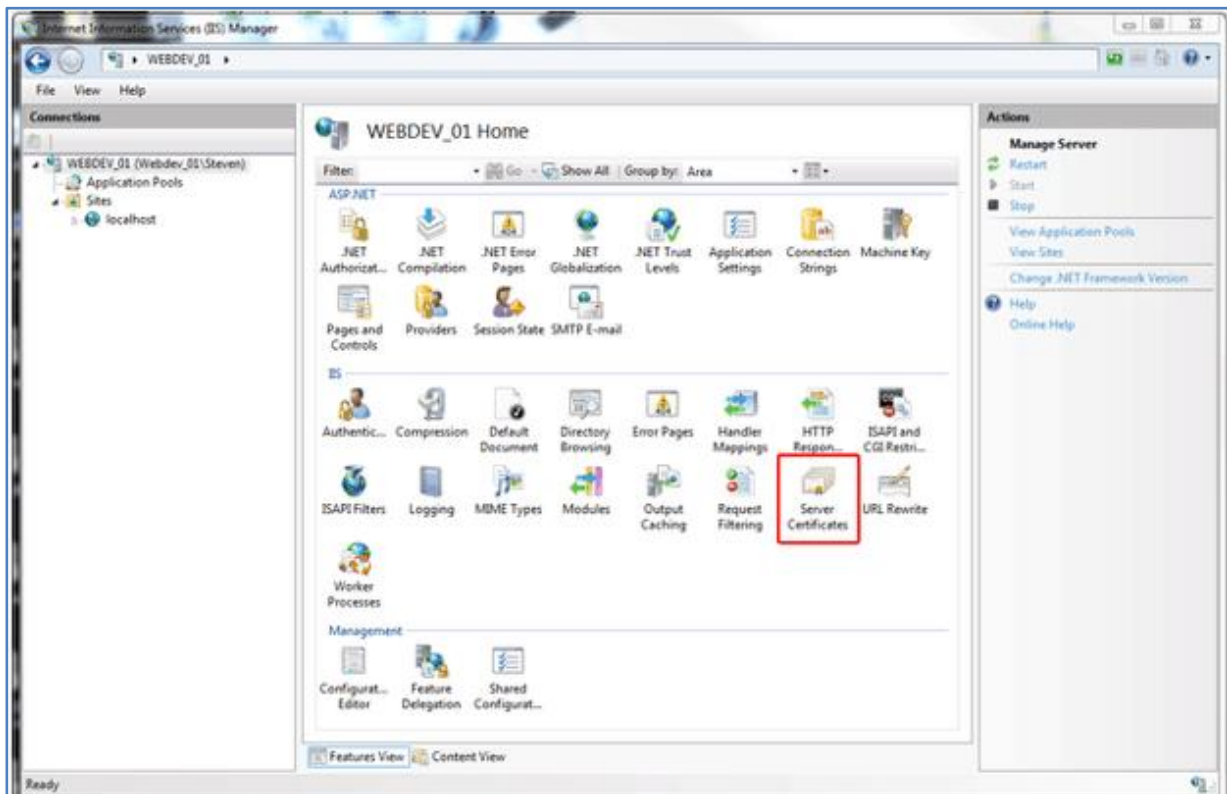 Internet Information Services (IIS) Manager
WEBDEV_01
File View Help
Connections
WEBDEV_01 (Webdev_01\Steven)
Application Pools
Sites
localhost
WEBDEV_01 Home
Filter: Go Show All Group by: Area
ASP.NET
.NET Authorizat...
.NET Compilation
.NET Error Pages
.NET Globalization
.NET Trust Levels
Application Settings
Connection Strings
Machine Key
Pages and Controls
Providers
Session State
SMTP E-mail
IIS
Authentic...
Compression
Default Document
Directory Browsing
Error Pages
Handler Mappings
HTTP Respon...
ISAPI and CGI Restri...
ISAPI Filters
Logging
MIME Types
Modules
Output Caching
Request Filtering
Server Certificates
URL Rewrite
Worker Processes
Management
Configurat... Editor
Feature Delegation
Shared Configurat...
Features View Content View
Ready
Actions
Manage Server
Restart
Start
Stop
View Application Pools
View Sites
Change .NET Framework Version
Help
Online Help